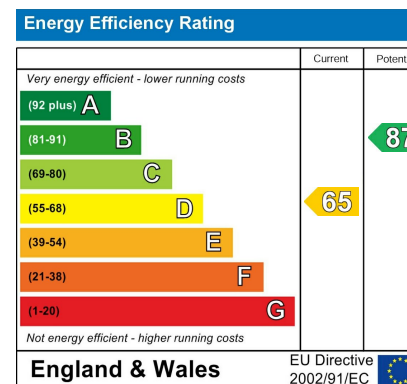 Energy Efficiency Rating
Current Potent
Very energy efficient - lower running costs
(92 plus) A
(81-91) B 87
(69-80) C
(55-68) D 65
(39-54) E
(21-38) F
(1-20) G
Not energy efficient - higher running costs
England & Wales
EU Directive
2002/91/EC